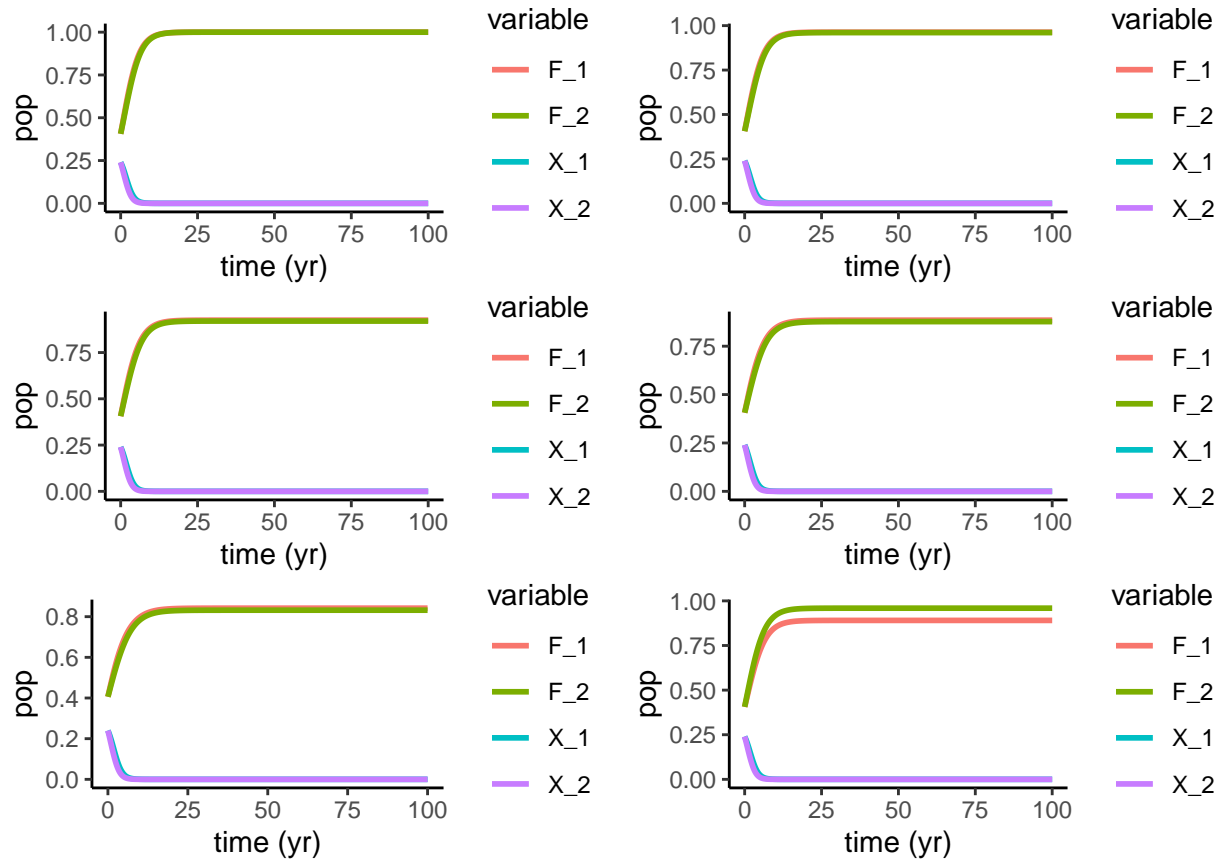 variable
1.00
0.75
0.50
0.25
0.00
pop
F_1
F_2
X_1
X_2
0 25 50 75 100
time (yr)
variable
1.00
0.75
0.50
0.25
0.00
pop
F_1
F_2
X_1
X_2
0 25 50 75 100
time (yr)
variable
0.75
0.50
0.25
0.00
pop
F_1
F_2
X_1
X_2
0 25 50 75 100
time (yr)
variable
0.75
0.50
0.25
0.00
pop
F_1
F_2
X_1
X_2
0 25 50 75 100
time (yr)
variable
0.8
0.6
0.4
0.2
0.0
pop
F_1
F_2
X_1
X_2
0 25 50 75 100
time (yr)
variable
1.00
0.75
0.50
0.25
0.00
pop
F_1
F_2
X_1
X_2
0 25 50 75 100
time (yr)